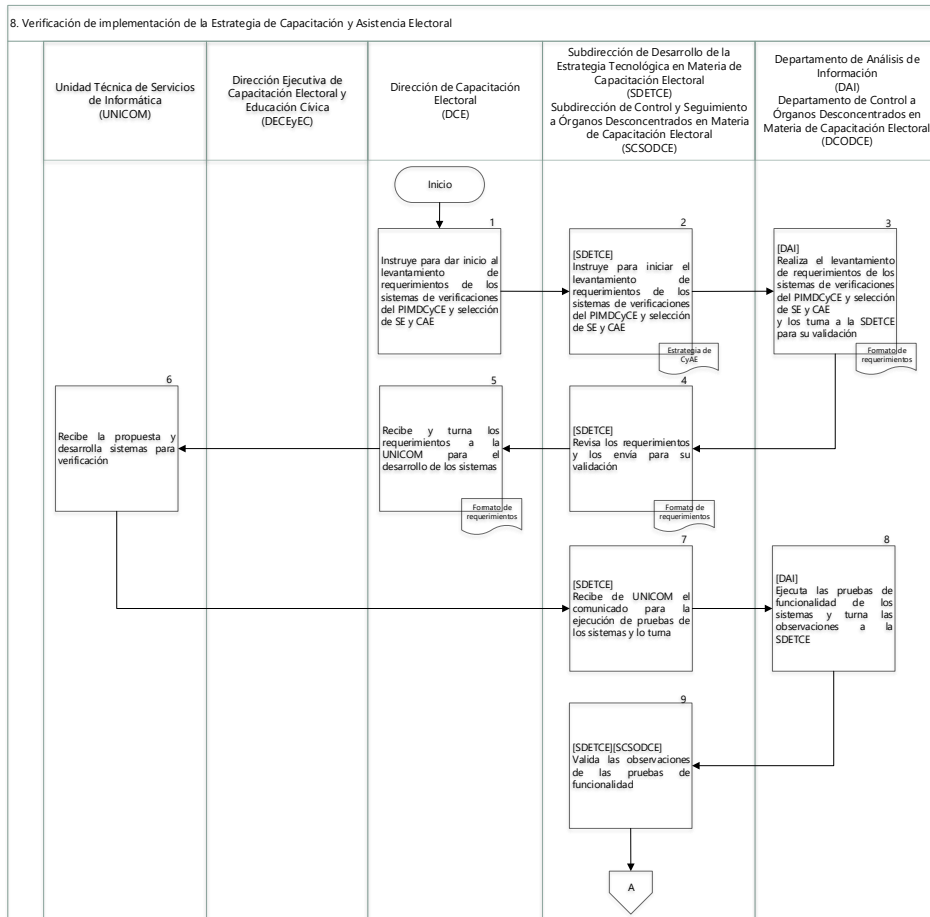 8. Verificación de implementación de la Estrategia de Capacitación y Asistencia Electoral
Unidad Técnica de Servicios
de Informática
(UNICOM)
Dirección Ejecutiva de
Capacitación Electoral y
Educación Cívica
(DECEyEC)
Dirección de Capacitación
Electoral
(DCE)
Subdirección de Desarrollo de la
Estrategia Tecnológica en Materia de
Capacitación Electoral
(SDETCE)
Subdirección de Control y Seguimiento
a Órganos Desconcentrados en Materia
de Capacitación Electoral
(SCSODCE)
Departamento de Análisis de
Información
(DAI)
Departamento de Control a
Órganos Desconcentrados en
Materia de Capacitación Electoral
(DCODCE)
Inicio
1
Instruye para dar inicio al
levantamiento de
requerimientos de los
sistemas de verificaciones
del PIMDCyCE y selección
de SE y CAE
2
[SDETCE]
Instruye para iniciar el
levantamiento de
requerimientos de los
sistemas de verificaciones
del PIMDCyCE y selección
de SE y CAE
Estrategia de
CyAE
3
[DAI]
Realiza el levantamiento
de requerimientos de los
sistemas de verificaciones
del PIMDCyCE y selección
de SE y CAE
y los turna a la SDETCE
para su validación
Formato de
requerimientos
4
[SDETCE]
Revisa los requerimientos
y los envía para su
validación
Formato de
requerimientos
5
Recibe y turna los
requerimientos a la
UNICOM para el
desarrollo de los sistemas
Formato de
requerimientos
6
Recibe la propuesta y
desarrolla sistemas para
verificación
7
[SDETCE]
Recibe de UNICOM el
comunicado para la
ejecución de pruebas de
los sistemas y lo turna
8
[DAI]
Ejecuta las pruebas de
funcionalidad de los
sistemas y turna las
observaciones a la
SDETCE
9
[SDETCE][SCSODCE]
Valida las observaciones
de las pruebas de
funcionalidad
A